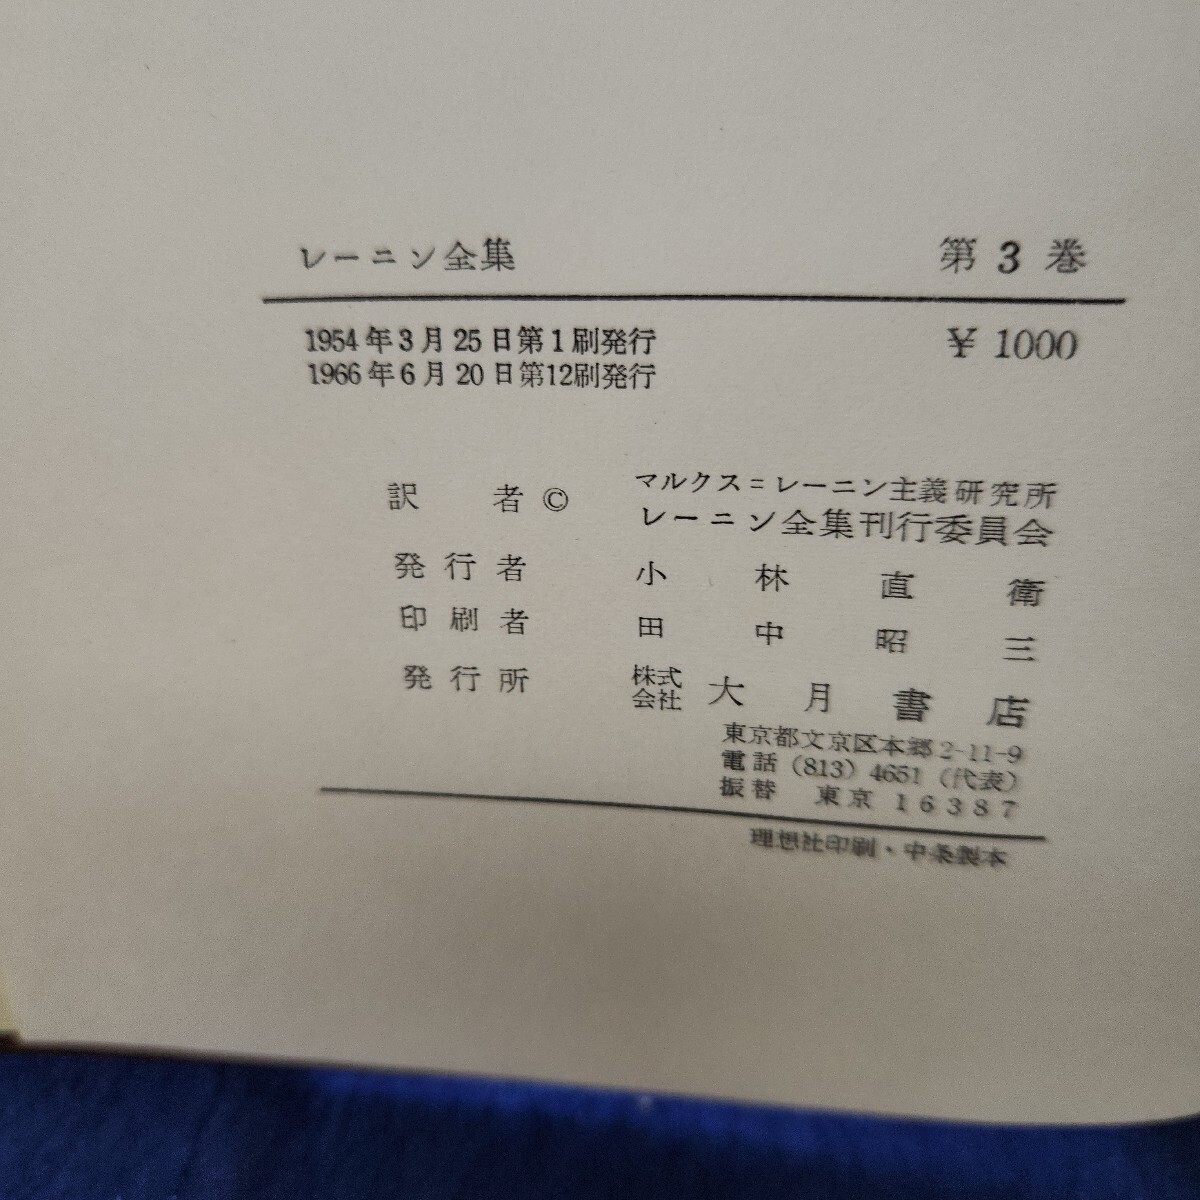 レーニン全集 第3巻
1954年3月25日第1刷発行 ¥1000
1966年6月20日第12刷発行
訳者© マルクス=レーニン主義研究所
レーニン全集刊行委員会
発行者 小林直衛
印刷者 田中昭三
発行所 株式会社 大月書店
東京都文京区本郷2-11-9
電話(813)4651(代表)
振替 東京 16387
理想社印刷・中条製本